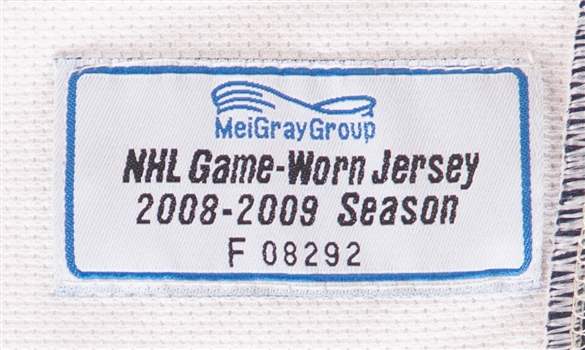 MeiGrayGroup
NHL Game-Worn Jersey
2008-2009 Season
F 08292